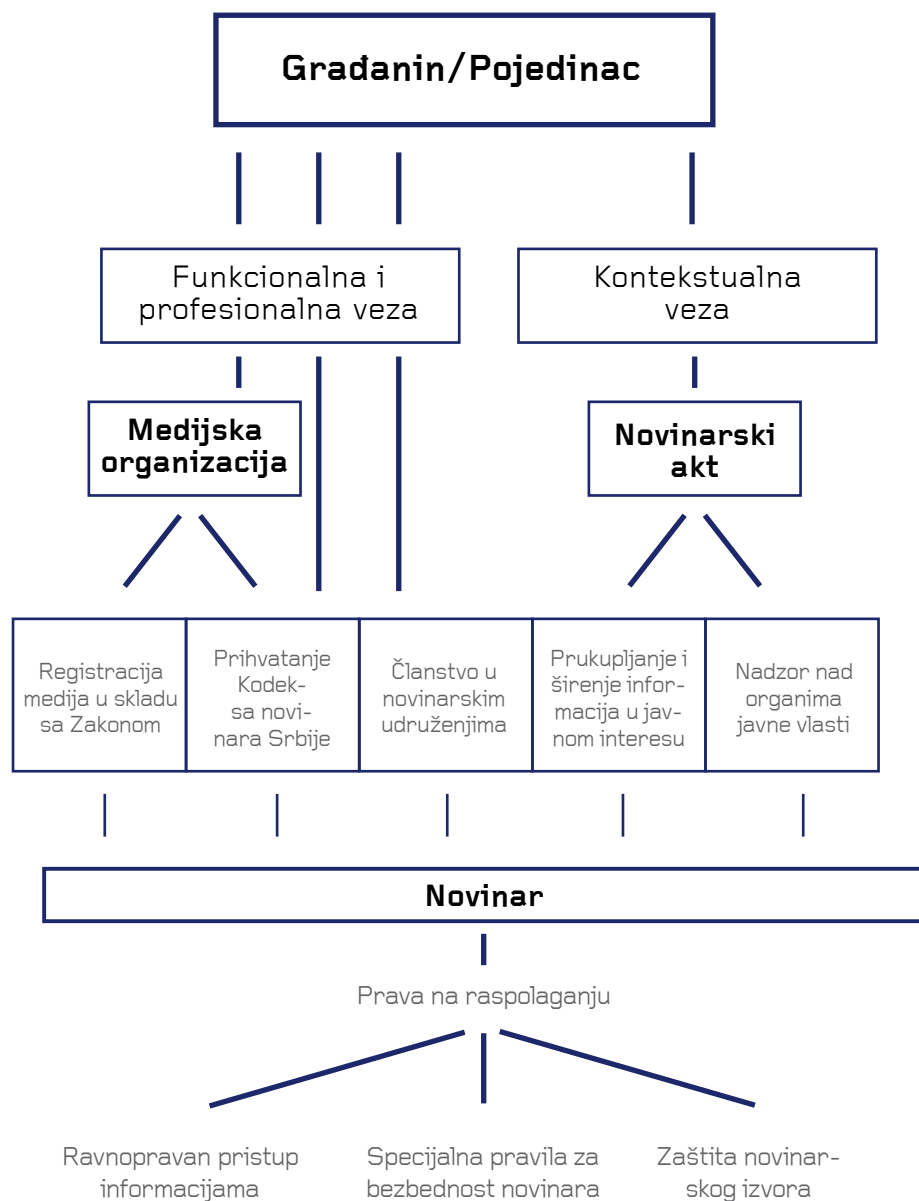 Građanin/Pojedinac
Funkcionalna i
profesionalna veza
Kontekstualna
veza
Medijska
organizacija
Novinarski
akt
Registracija
medija u skladu
sa Zakonom
Prihvatanje
Kodek-
sa novi-
nara Srbije
Članstvo u
novinarskim
udruženjima
Prukupljanje i
širenje infor-
macija u jav-
nom interesu
Nadzor nad
organima
javne vlasti
Novinar
Prava na raspolaganju
Ravnopravan pristup
informacijama
Specijalna pravila za
bezbednost novinara
Zaštita novinar-
skog izvora